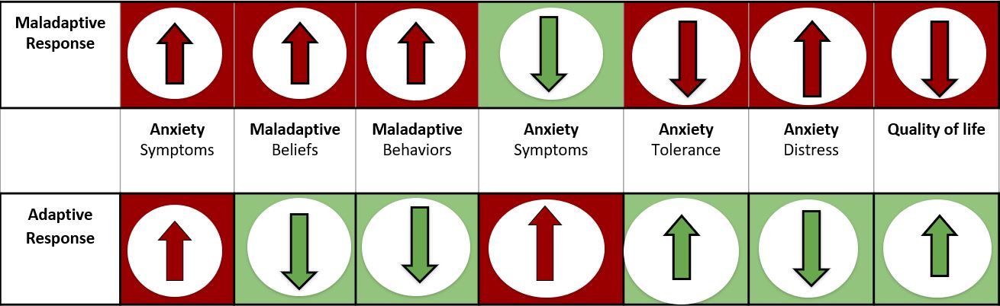 Maladaptive
Response
Anxiety
Symptoms
Maladaptive
Beliefs
Maladaptive
Behaviors
Anxiety
Symptoms
Anxiety
Tolerance
Anxiety
Distress
Quality of life
Adaptive
Response